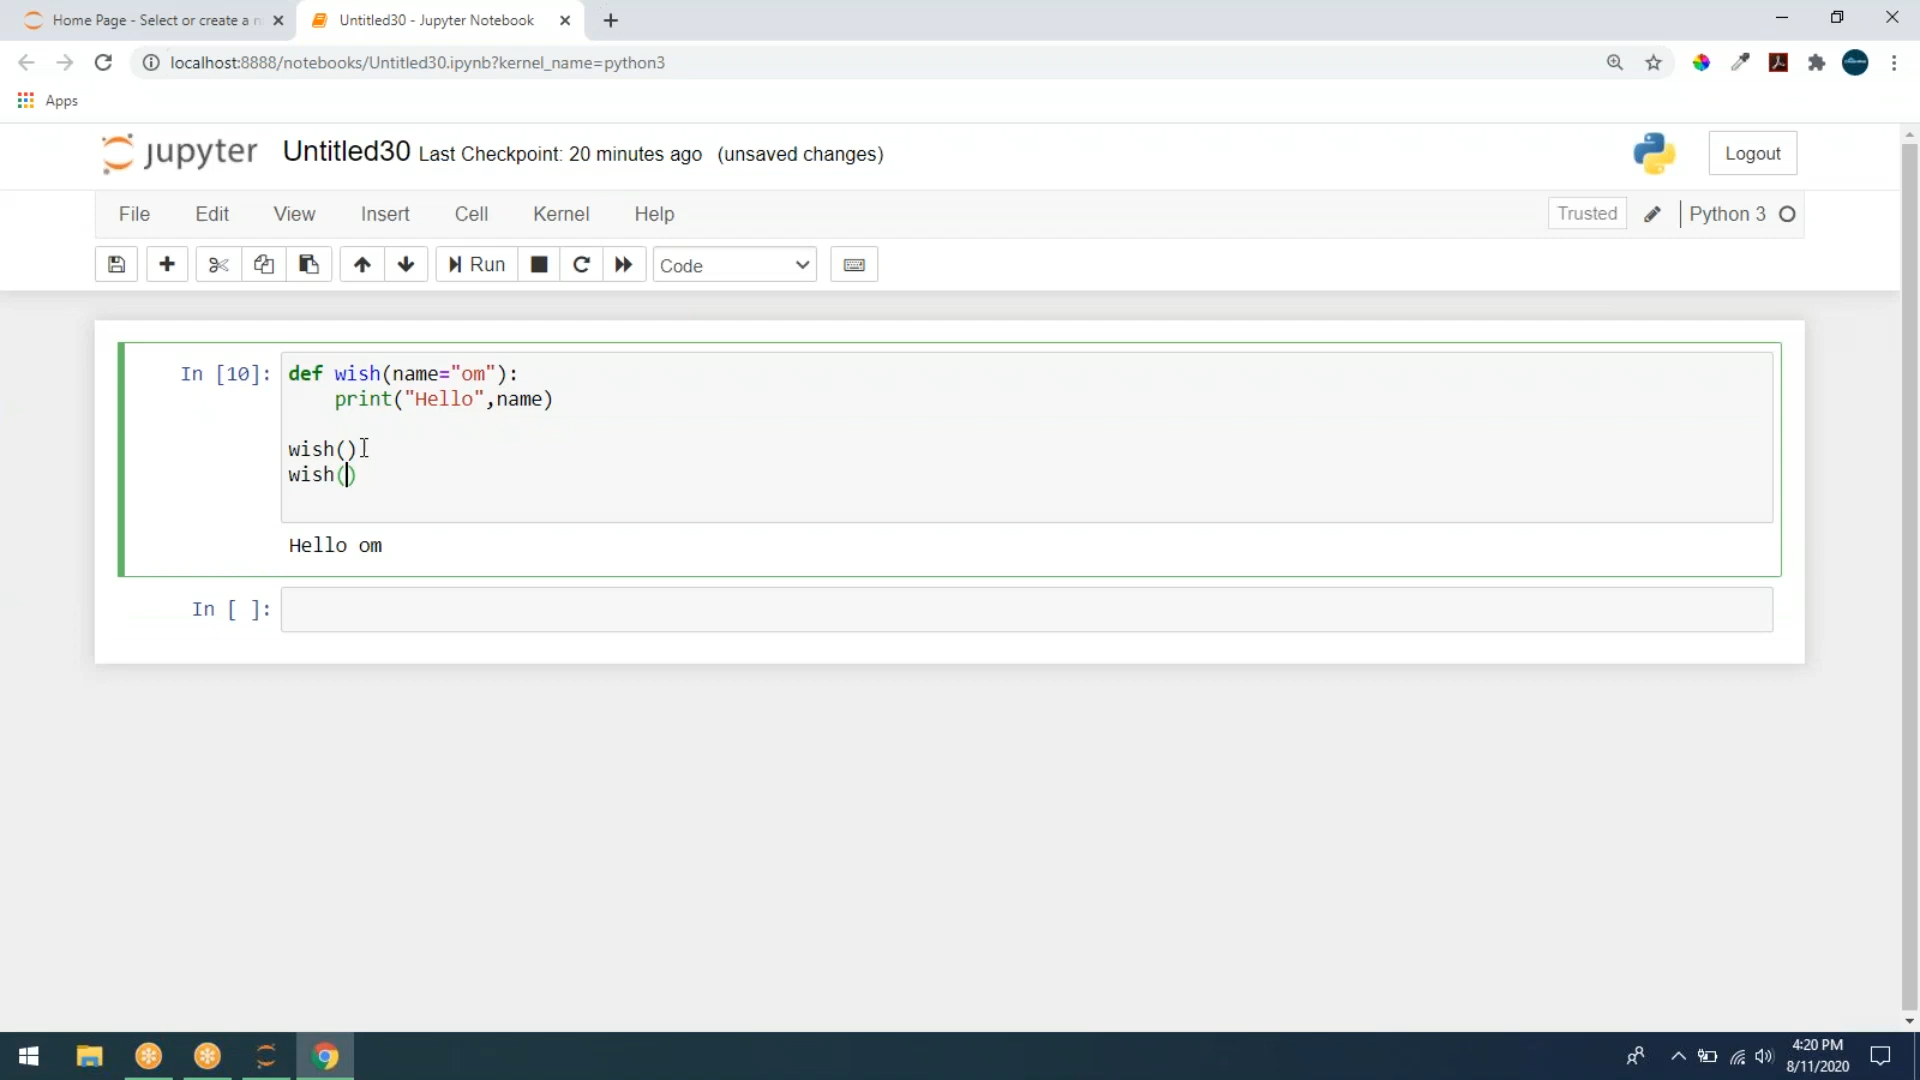 Home Page - Select or create a n
Untitled30 - Jupyter Notebook
localhost:8888/notebooks/Untitled30.ipynb?kernel_name=python3
Apps
jupyter Untitled30 Last Checkpoint: 20 minutes ago (unsaved changes)
Logout
File Edit View Insert Cell Kernel Help
Trusted
Python 3
Run
Code
In [10]:
def wish(name="om"):
    print("Hello",name)
wish()
wish()
Hello om
In [ ]:
4:20 PM
8/11/2020